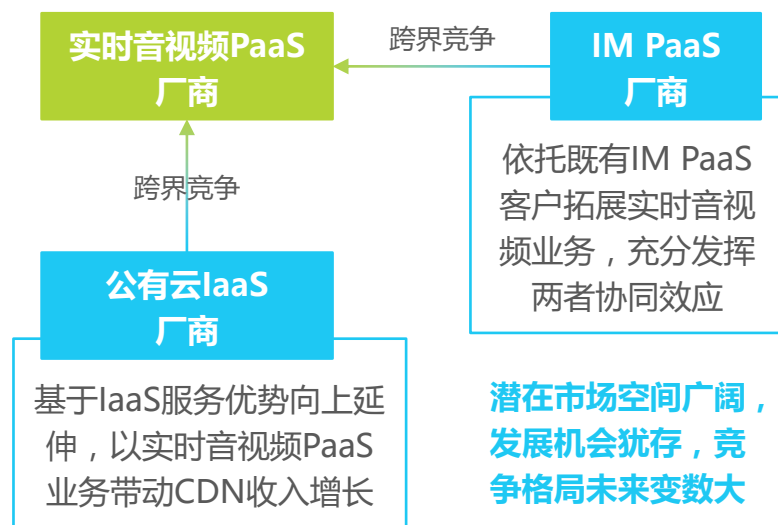 实时音视频PaaS
厂商
跨界竞争
IM PaaS
厂商
依托既有IM PaaS
客户拓展实时音视
频业务，充分发挥
两者协同效应
跨界竞争
公有云IaaS
厂商
基于IaaS服务优势向上延
伸，以实时音视频PaaS
业务带动CDN收入增长
潜在市场空间广阔，
发展机会犹存，竞
争格局未来变数大